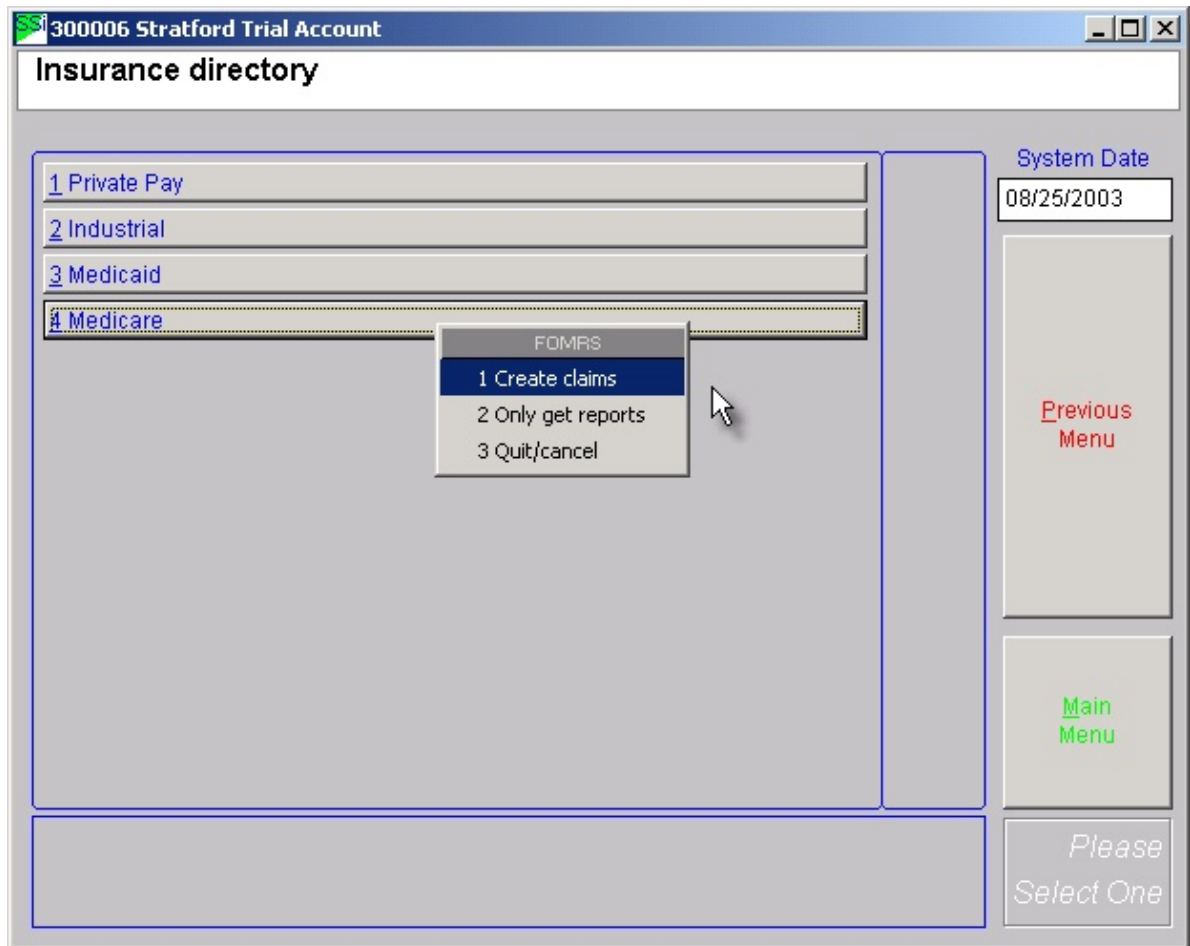 SSi 300006 Stratford Trial Account
Insurance directory
System Date
08/25/2003
1 Private Pay
2 Industrial
3 Medicaid
4 Medicare
FOMRS
1 Create claims
2 Only get reports
3 Quit/cancel
Previous
Menu
Main
Menu
Please
Select One